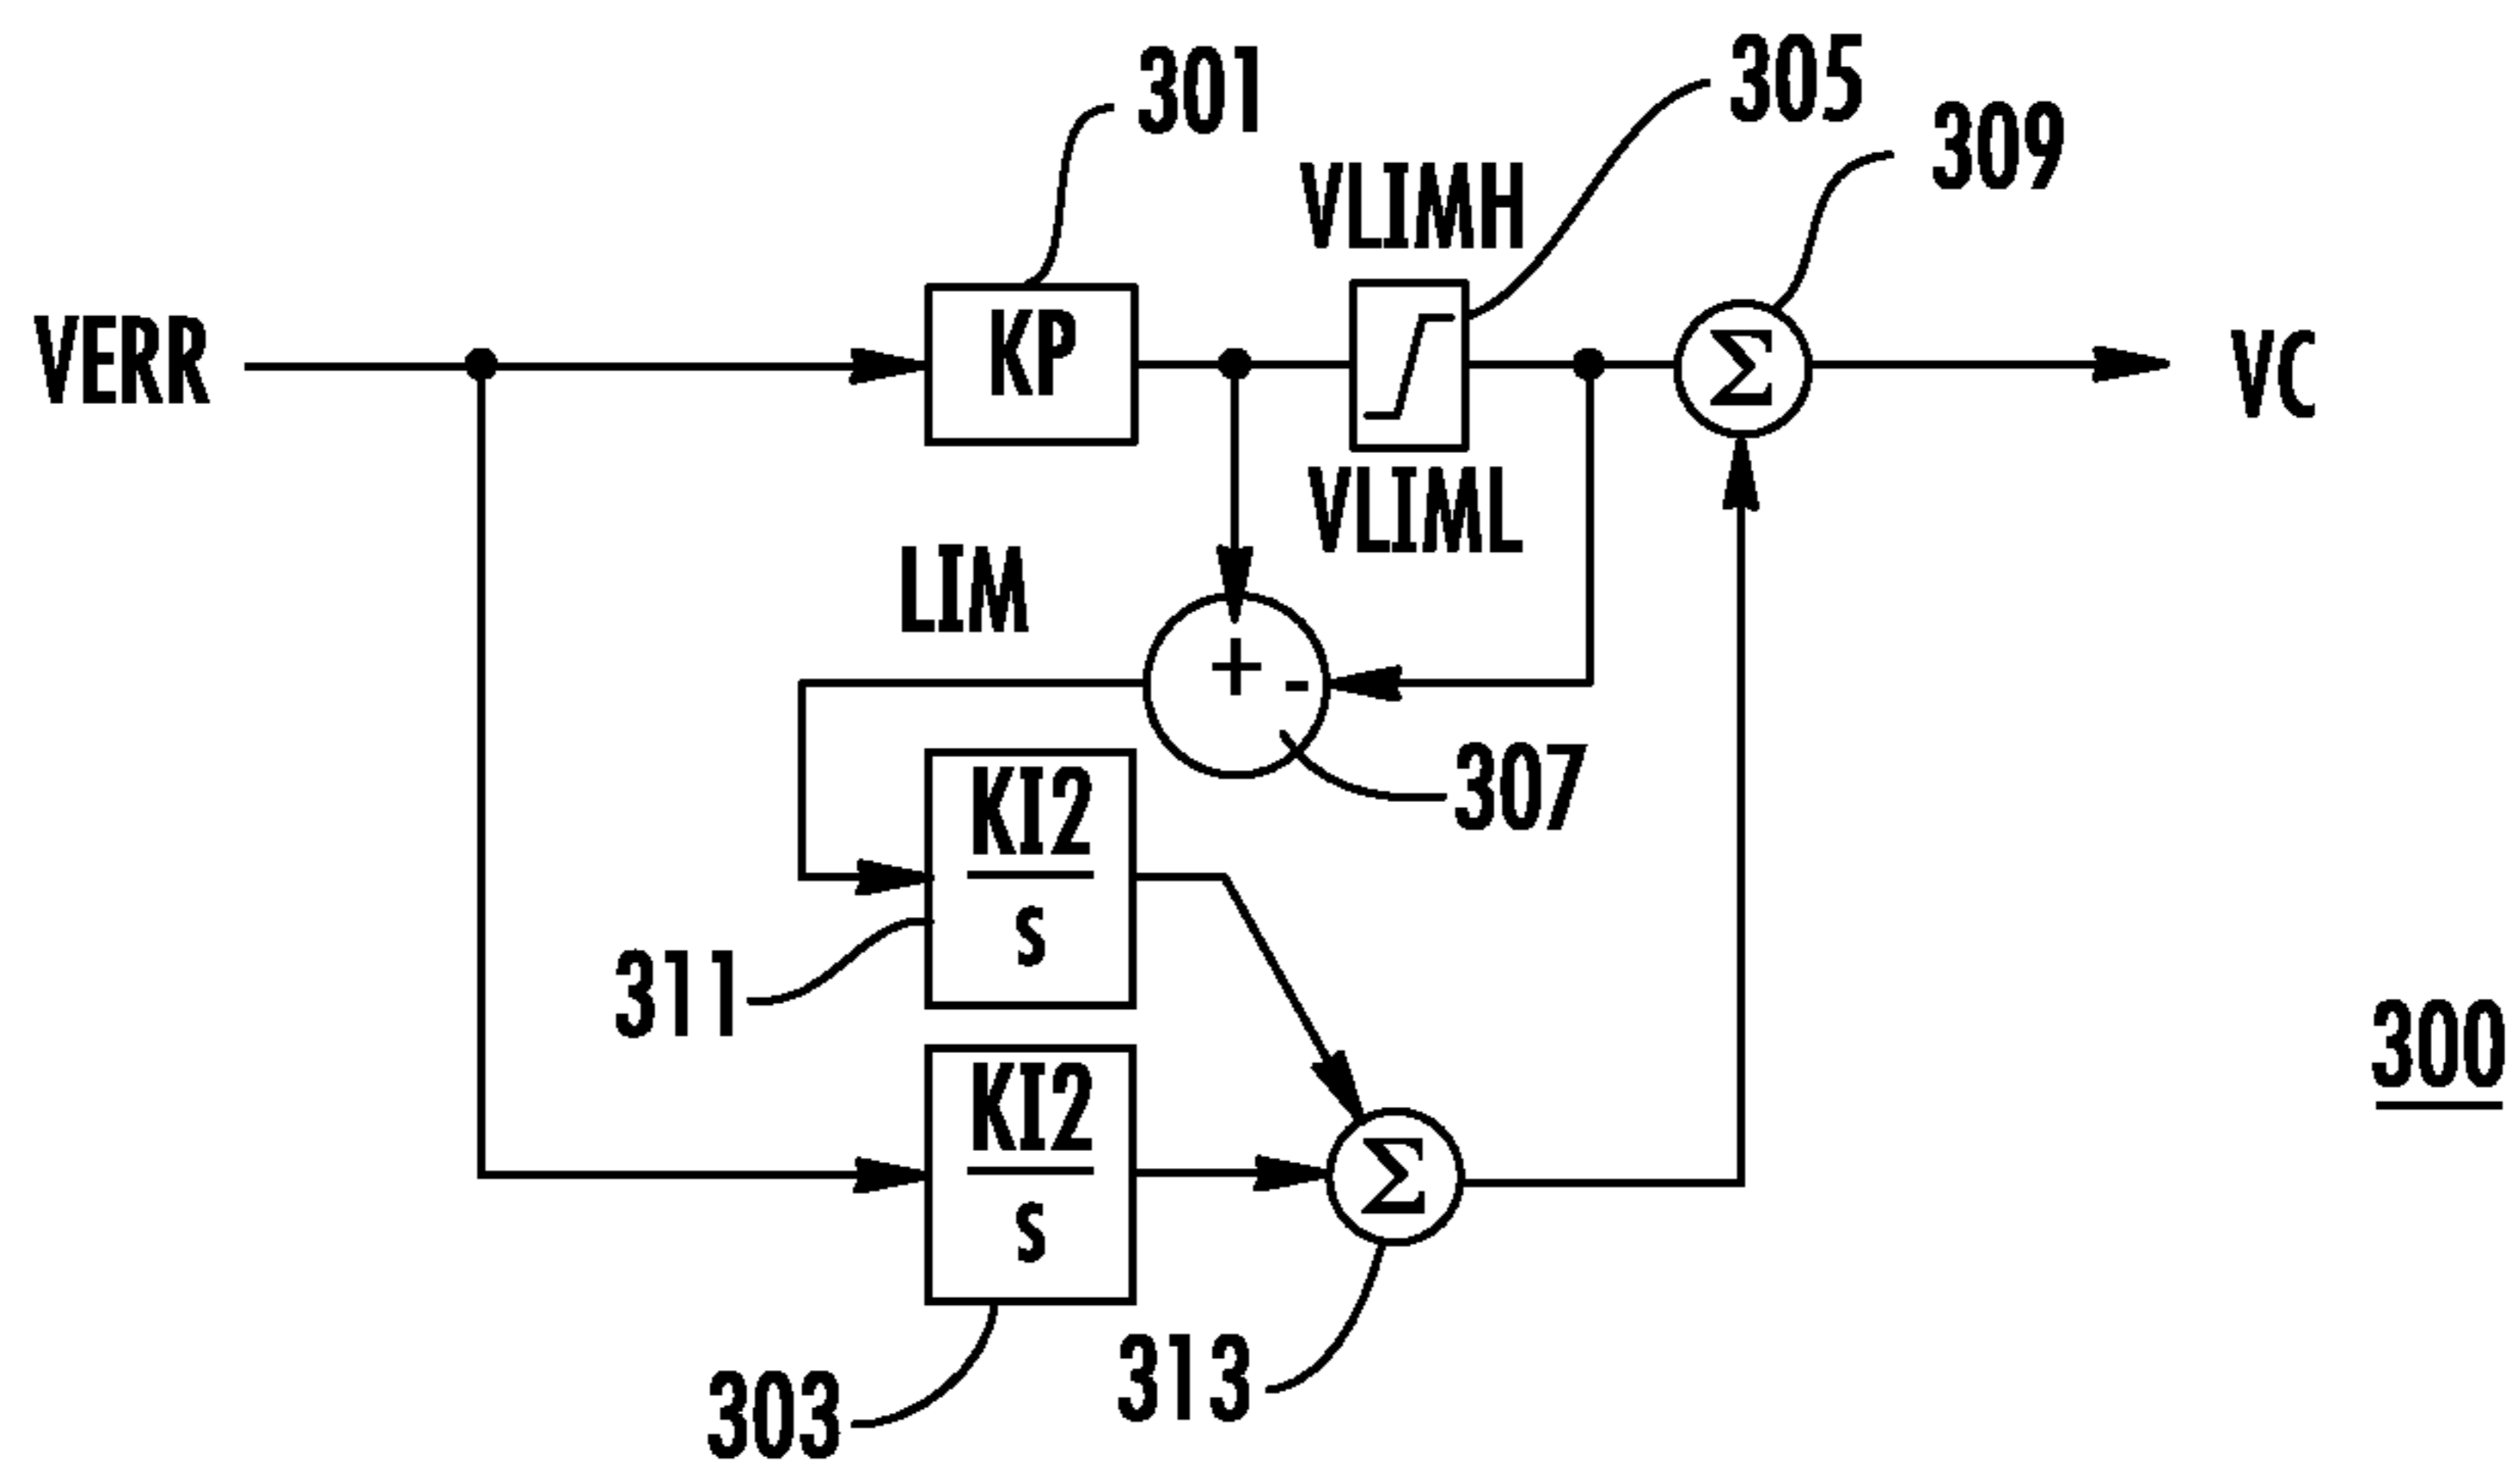 301
305
309
VLIMH
VERR
KP
Σ
VC
VLIML
LIM
+
-
307
KI2
s
311
300
KI2
s
Σ
303
313